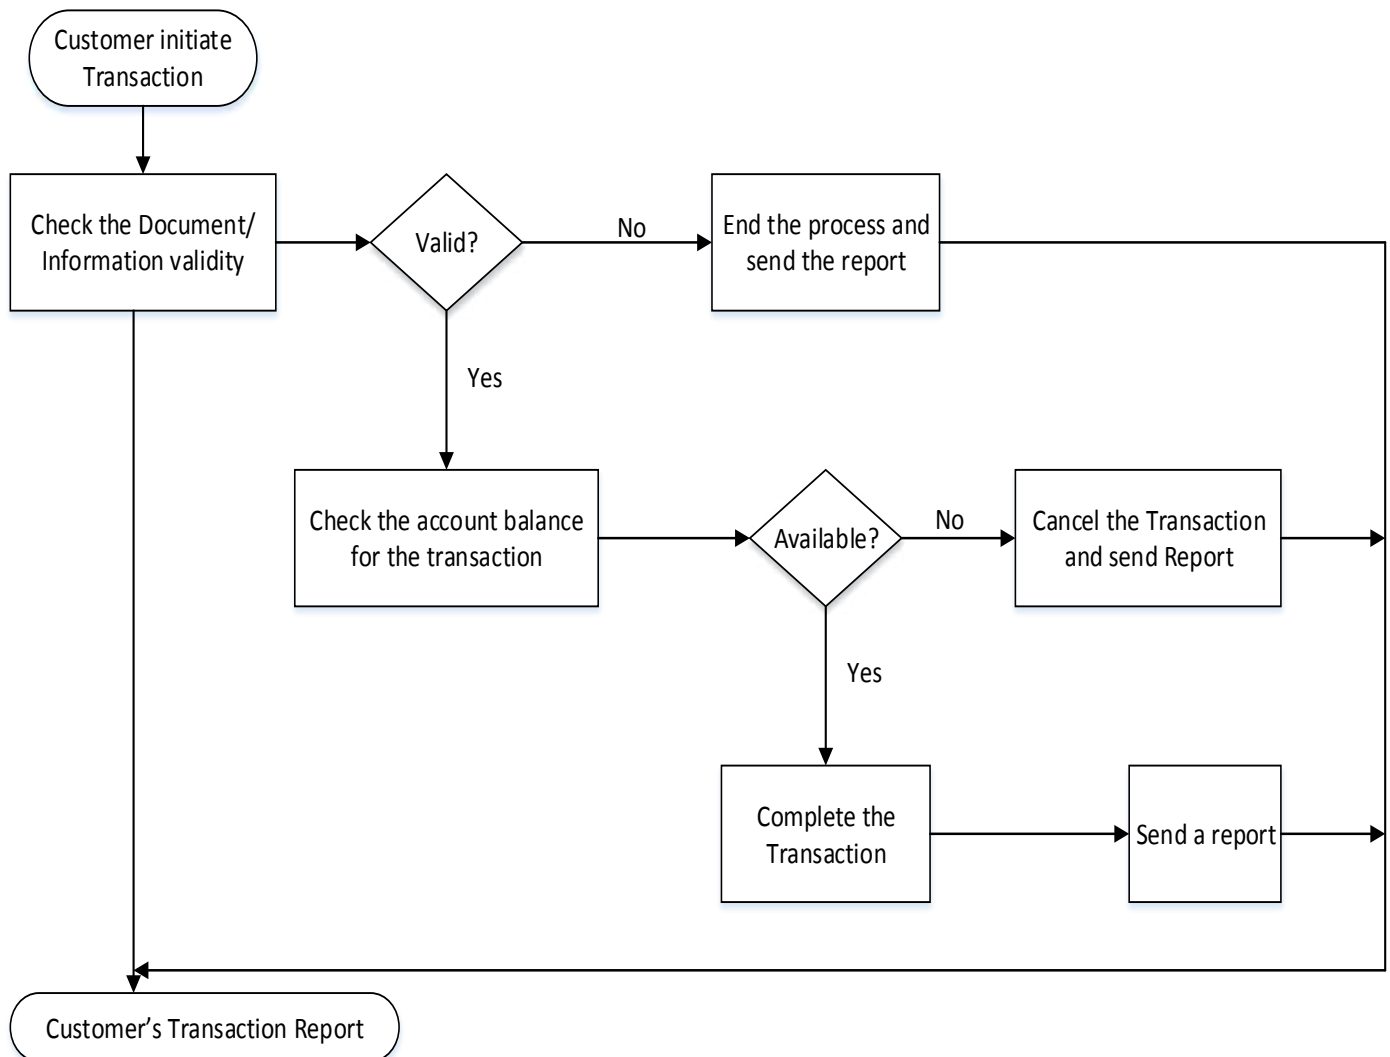 Customer initiate
Transaction
Check the Document/
Information validity
Valid?
No
End the process and
send the report
Yes
Check the account balance
for the transaction
Available?
No
Cancel the Transaction
and send Report
Yes
Complete the
Transaction
Send a report
Customer’s Transaction Report